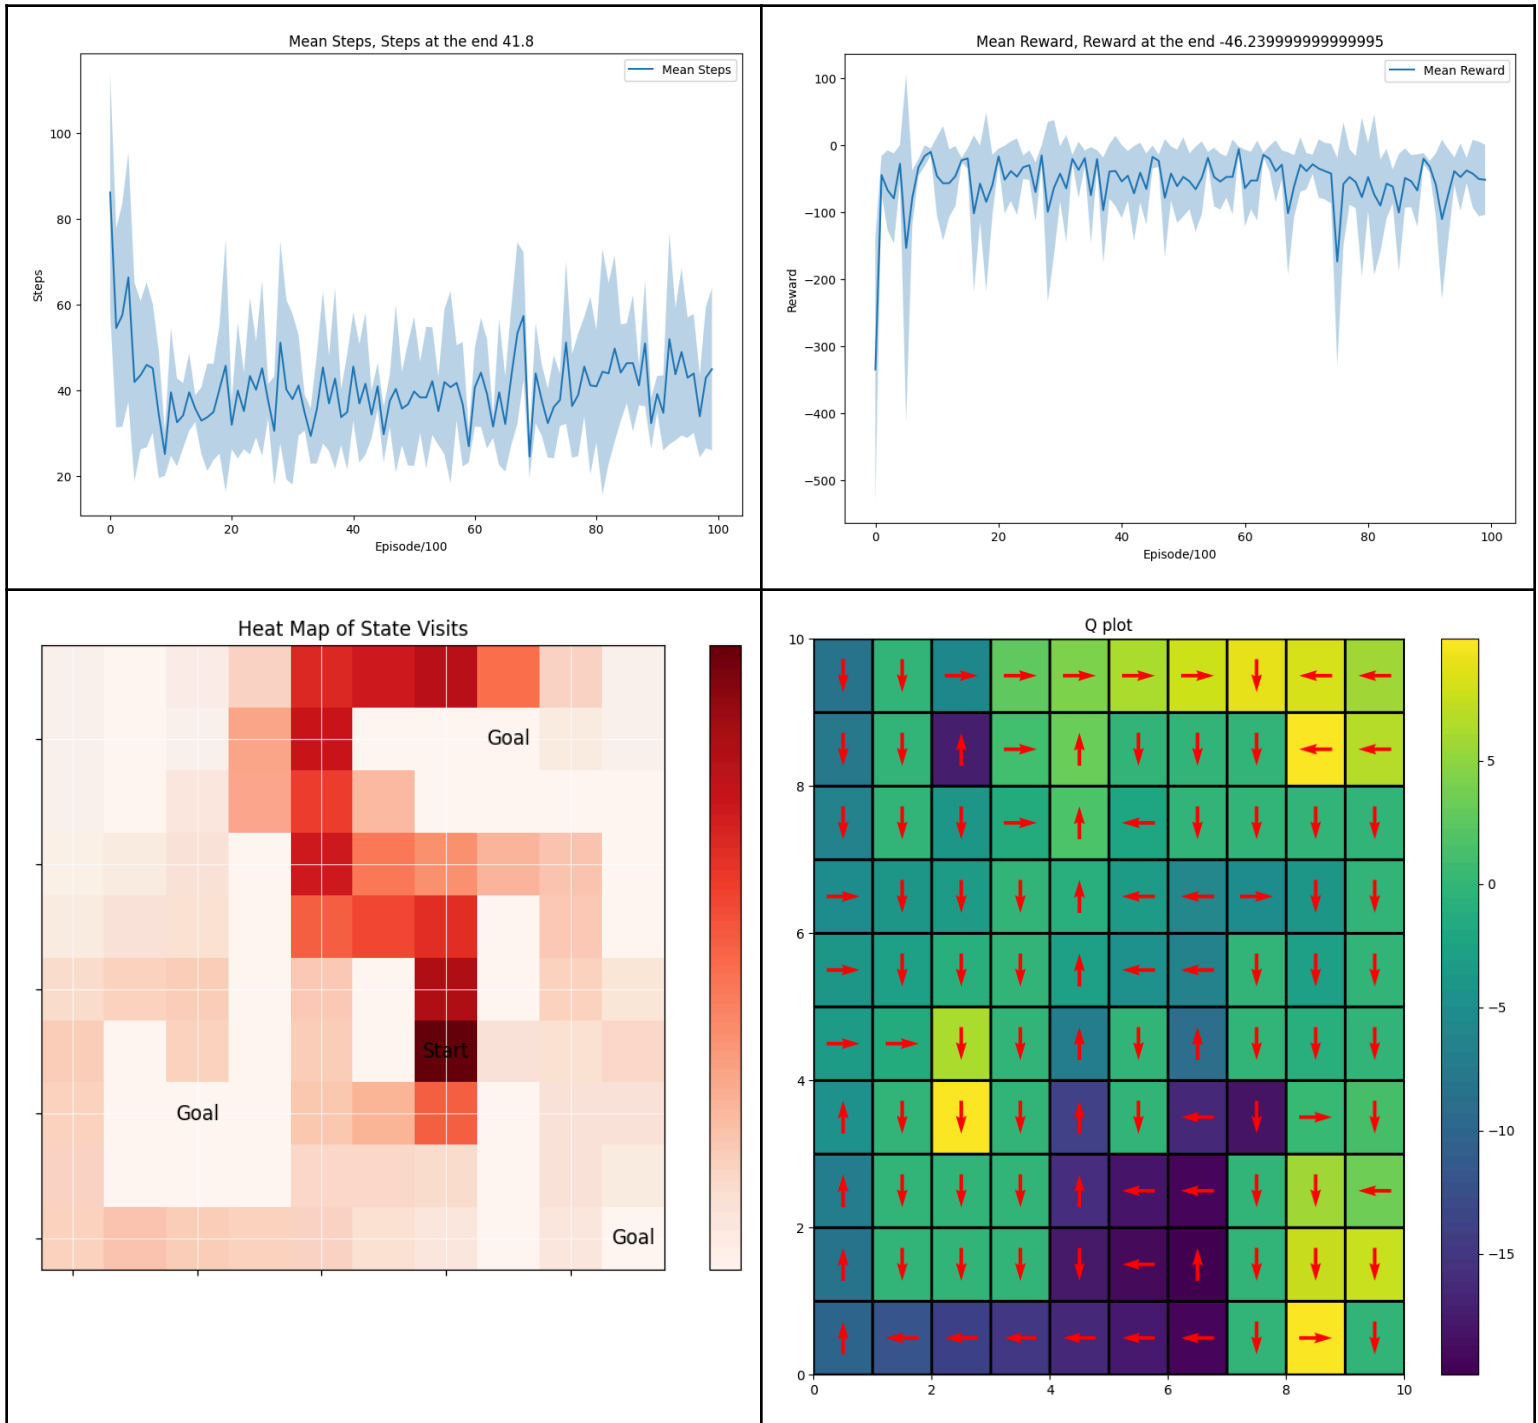 Mean Steps, Steps at the end 41.8
Mean Steps
100
80
60
40
20
Steps
0 20 40 60 80 100
Episode/100
Mean Reward, Reward at the end -46.239999999999995
Mean Reward
100
0
−100
−200
−300
−400
−500
Reward
0 20 40 60 80 100
Episode/100
Heat Map of State Visits
Goal
Start
Goal
Goal
Q plot
10
8
6
4
2
0
0 2 4 6 8 10
5
0
−5
−10
−15